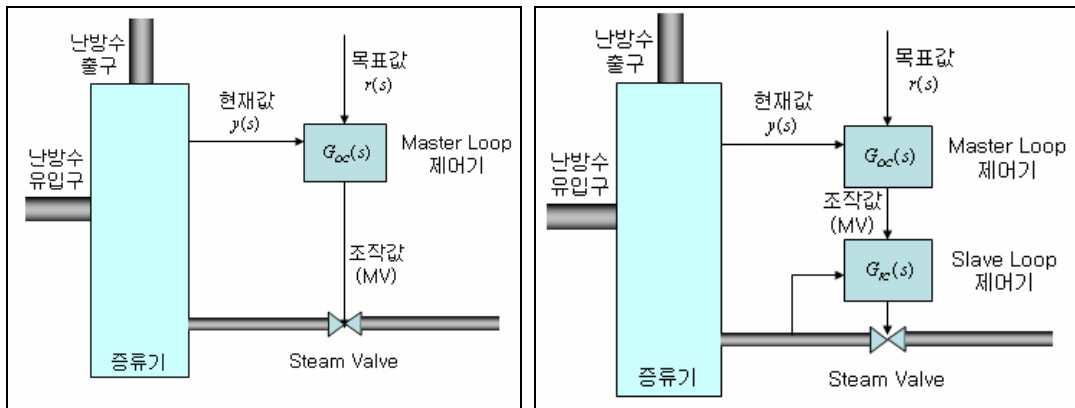 난방수
출구
목표값
r(s)
현재값
y(s)
G_OC(s)
Master Loop
제어기
난방수
유입구
조작값
(MV)
증류기
Steam Valve
난방수
출구
목표값
r(s)
현재값
y(s)
G_OC(s)
Master Loop
제어기
난방수
유입구
조작값
(MV)
G_IC(s)
Slave Loop
제어기
증류기
Steam Valve